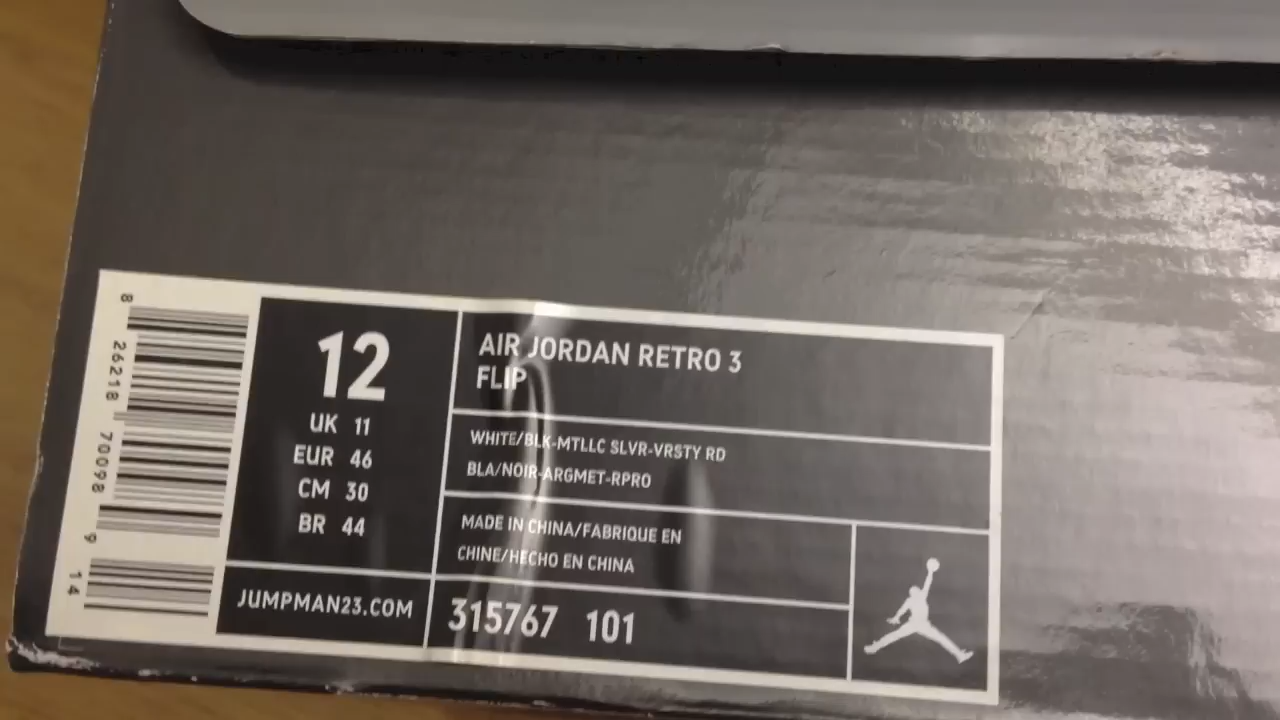 8 26218 70098 9 14
12
UK 11
EUR 46
CM 30
BR 44
JUMPMAN23.COM
AIR JORDAN RETRO 3
FLIP
WHITE/BLK-MTLLC SLVR-VRSTY RD
BLA/NOIR-ARGMET-RPRO
MADE IN CHINA/FABRIQUE EN
CHINE/HECHO EN CHINA
315767 101